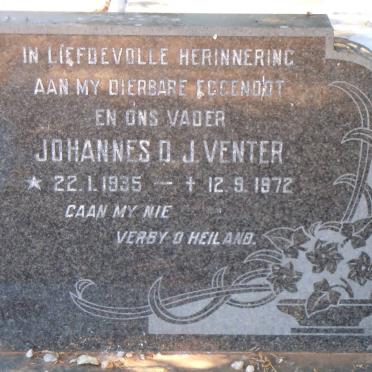 IN LIEFDEVOLLE HERINNERING
AAN MY DIERBARE EGGENOOT
EN ONS VADER
JOHANNES D. J. VENTER
★ 22.1.1935 — † 12.9.1972
GAAN MY NIE
VERBY O HEILAND.